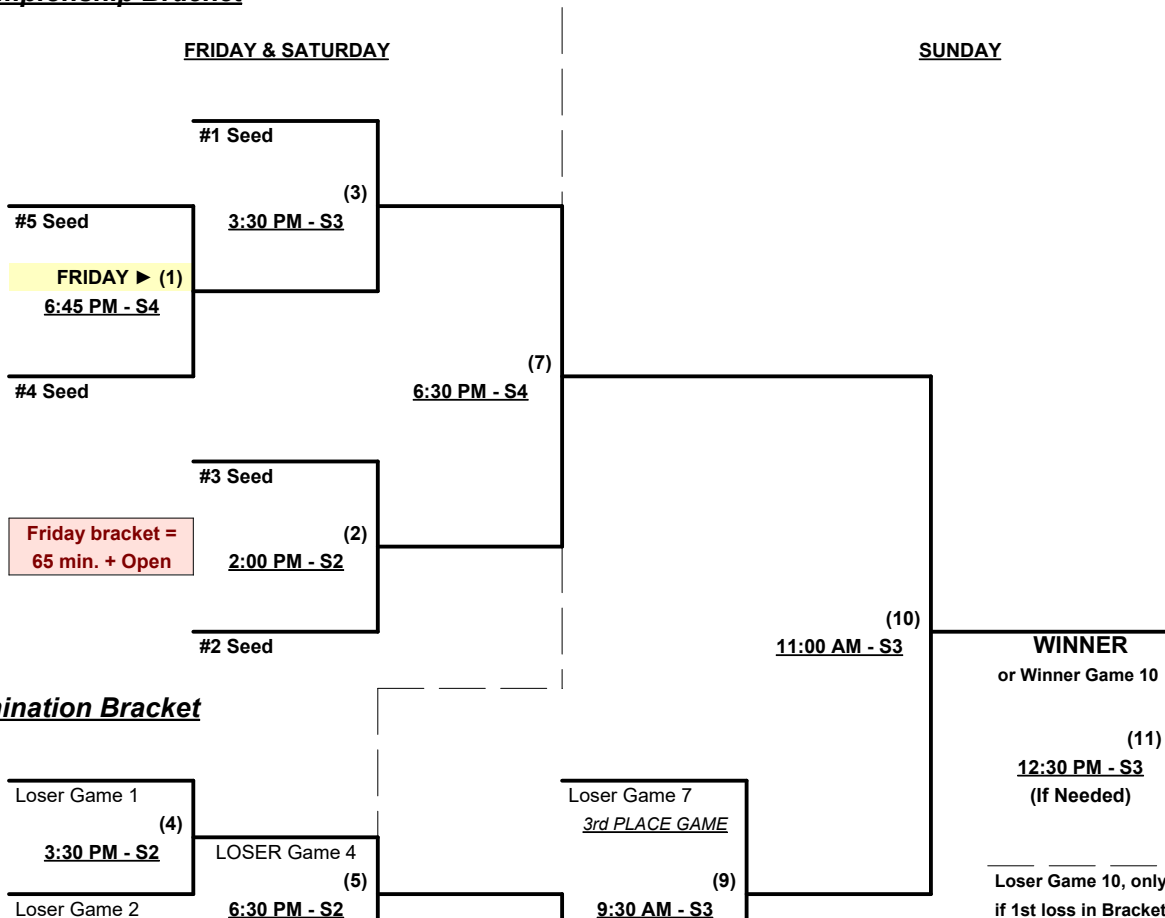 FRIDAY & SATURDAY
SUNDAY
#1 Seed
(3)
3:30 PM - S3
#5 Seed
FRIDAY ► (1)
6:45 PM - S4
#4 Seed
(7)
6:30 PM - S4
#3 Seed
Friday bracket =
65 min. + Open
(2)
2:00 PM - S2
#2 Seed
(10)
11:00 AM - S3
WINNER
or Winner Game 10
Bracket
(11)
12:30 PM - S3
(If Needed)
Loser Game 1
(4)
3:30 PM - S2
Loser Game 2
LOSER Game 4
(5)
6:30 PM - S2
Loser Game 7
3rd PLACE GAME
(9)
9:30 AM - S3
Loser Game 10, only
if 1st loss in Bracket